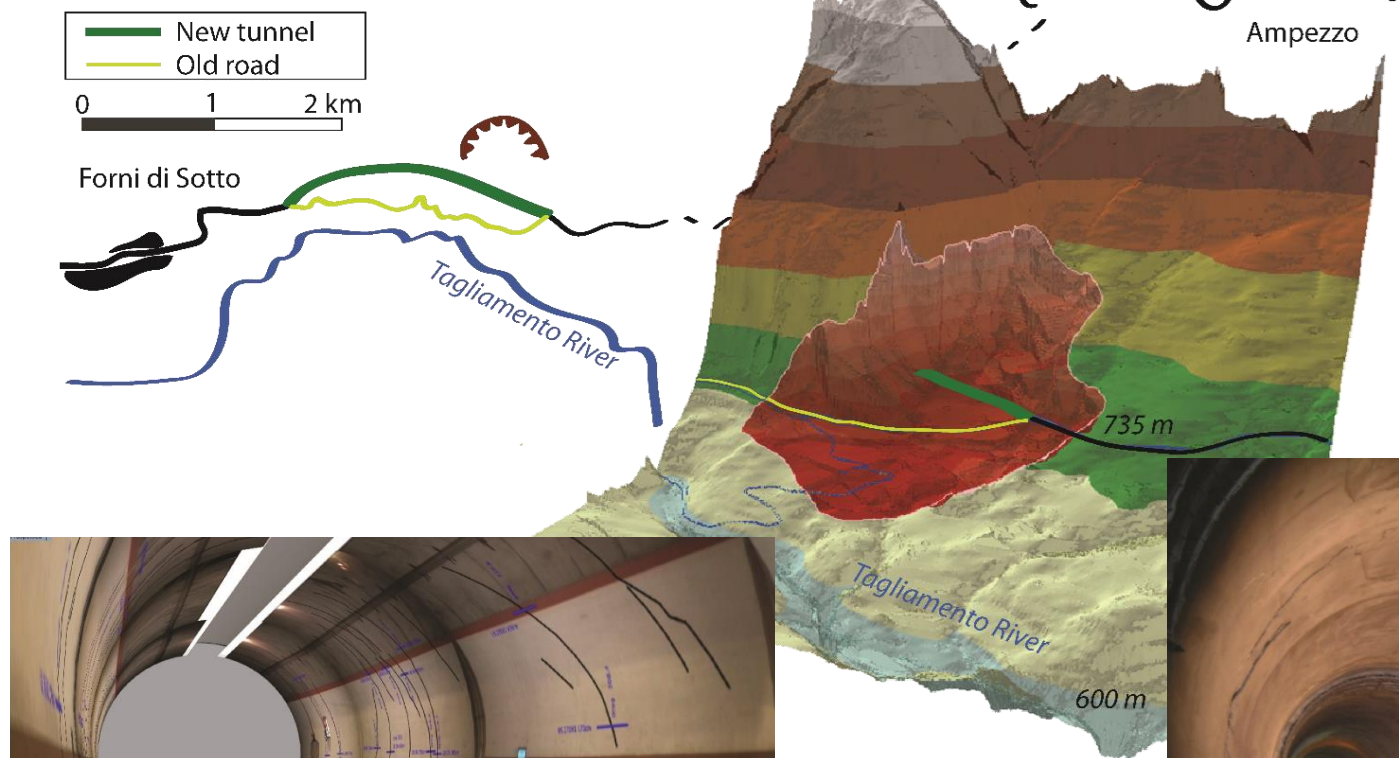 New tunnel
Old road
0 1 2 km
Ampezzo
Forni di Sotto
Tagliamento River
735 m
Tagliamento River
600 m